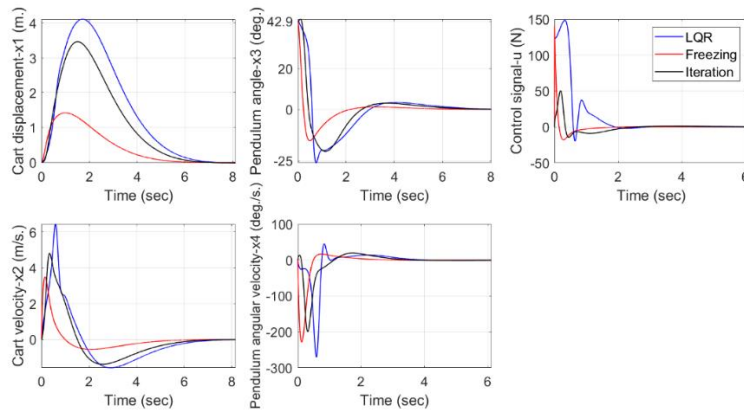 Cart displacement-x1 (m.)
4
3
2
1
0
0 2 4 6 8
Time (sec)
Pendulum angle-x3 (deg.)
42.9
20
0
-25
0 2 4 6 8
Time (sec)
Control signal-u (N)
150
100
50
0
-50
0 2 4 6
Time (sec)
LQR
Freezing
Iteration
Cart velocity-x2 (m/s.)
6
4
2
0
0 2 4 6 8
Time (sec)
Pendulum angular velocity-x4 (deg./s.)
100
0
-100
-200
-300
0 2 4 6
Time (sec)